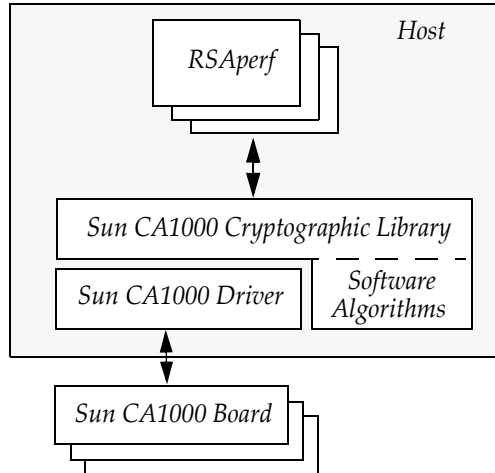 Host
RSAperf
Sun CA1000 Cryptographic Library
Sun CA1000 Driver
Software
Algorithms
Sun CA1000 Board